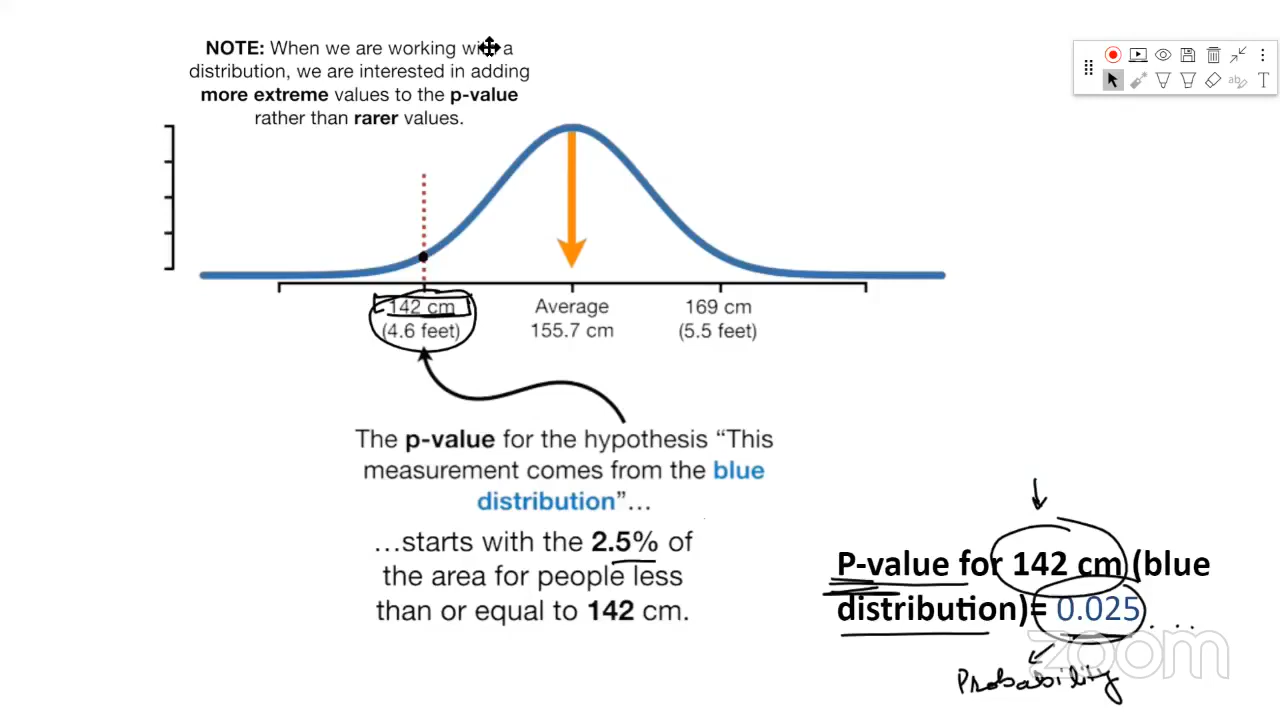 NOTE: When we are working with a
distribution, we are interested in adding
more extreme values to the p-value
rather than rarer values.
142 cm
(4.6 feet)
Average
155.7 cm
169 cm
(5.5 feet)
The p-value for the hypothesis “This
measurement comes from the blue
distribution”...
...starts with the 2.5% of
the area for people less
than or equal to 142 cm.
P-value for 142 cm (blue
distribution)= 0.025 ...
Probability
zoom
ab
T